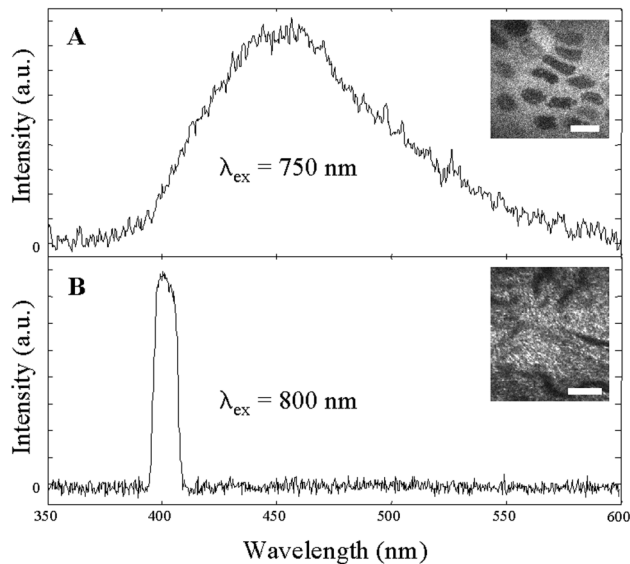 A
Intensity (a.u.)
λex = 750 nm
0
B
Intensity (a.u.)
λex = 800 nm
0
350 400 450 500 550 600
Wavelength (nm)